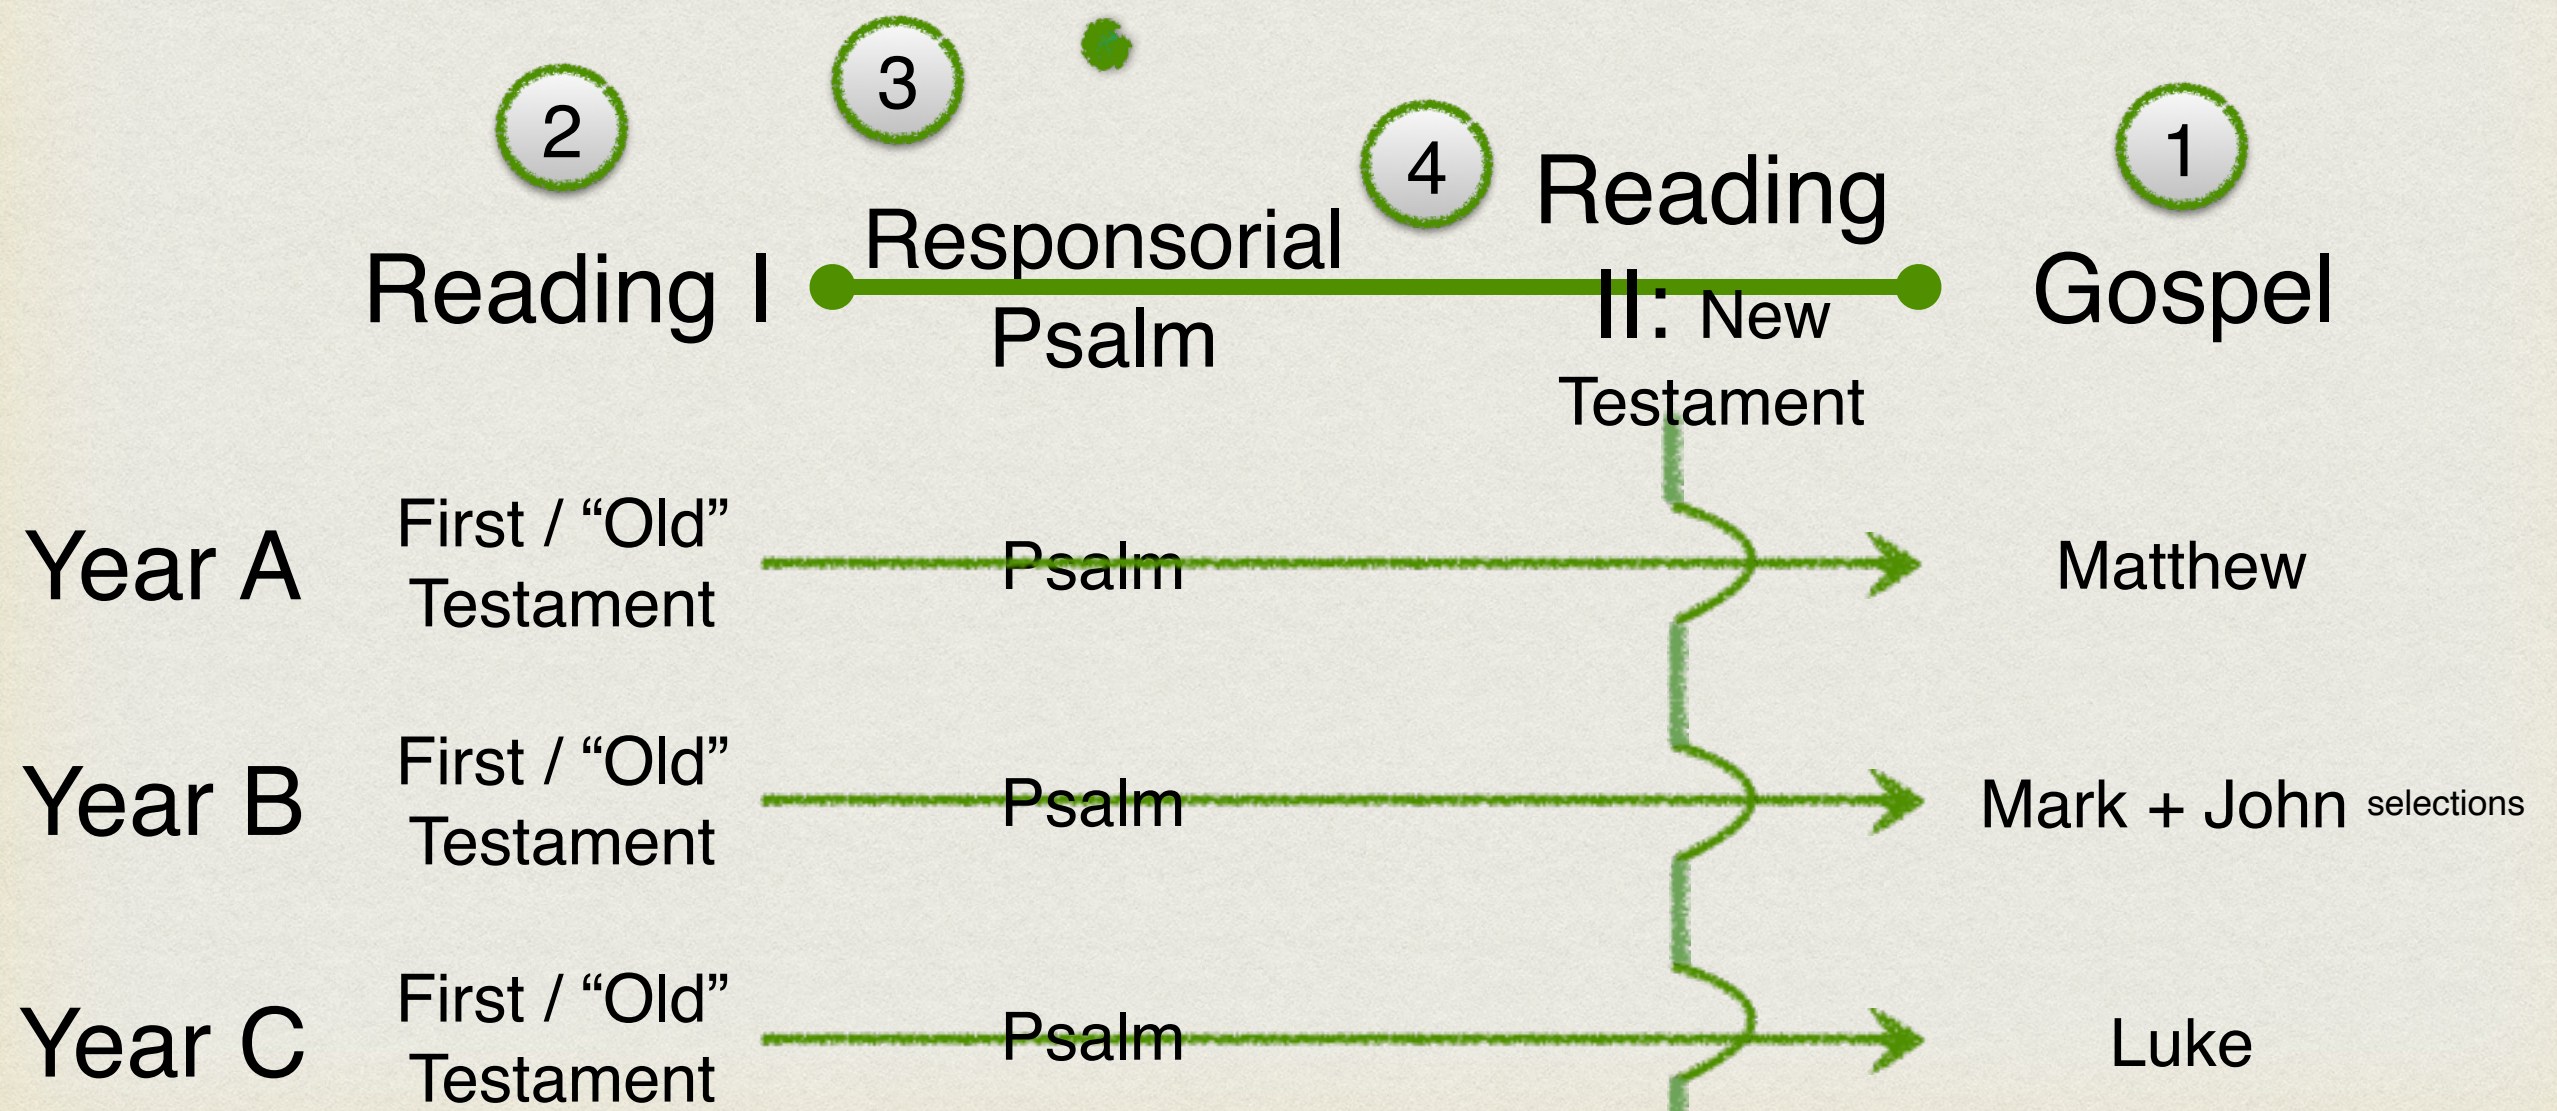 2
3
4
1
Reading I
Responsorial
Psalm
Reading
II: New
Testament
Gospel
Year A
First / “Old”
Testament
Psalm
Matthew
Year B
First / “Old”
Testament
Psalm
Mark + John selections
Year C
First / “Old”
Testament
Psalm
Luke